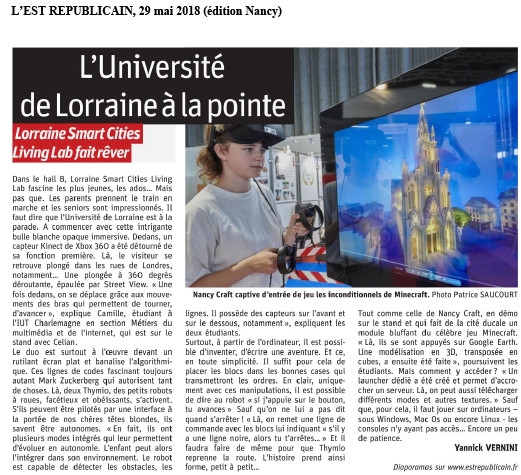 L'EST REPUBLICAIN, 29 mai 2018 (édition Nancy)
L'Université
de Lorraine à la pointe
Lorraine Smart Cities
Living Lab fait rêver
Dans le hall B, Lorraine Smart Cities Living
Lab fascine les plus jeunes, les ados... Mais
pas que. Les parents prennent le train en
marche et les seniors sont impressionnés. Il
faut dire que l'Université de Lorraine est à la
parade. A commencer avec cette intrigante
bulle blanche opaque immersive. Dedans, un
capteur Kinect de Xbox 360 a été détourné de
sa fonction première. Là, le visiteur se
retrouve plongé dans les rues de Londres,
notamment... Une plongée à 360 degrés
déroutante, épaulée par Street View. « Une
fois dedans, on se déplace grâce aux mouve-
ments des bras qui permettent de tourner,
d'avancer », explique Camille, étudiant à
l'IUT Charlemagne en section Métiers du
multimédia et de l'internet, qui est sur le
stand avec Celian.
Le duo est surtout à l'œuvre devant un
rutilant écran plat et banalise l'algorithmi-
que. Ces lignes de codes fascinant toujours
autant Mark Zuckerberg qui autorisent tant
de choses. Là, deux Thymio, des petits robots
à roues, facétieux et obéissants, s'activent.
S'ils peuvent être pilotés par une interface à
la portée de nos chères têtes blondes, ils
savent être autonomes. « En fait, ils ont
plusieurs modes intégrés qui leur permettent
d'évoluer en autonomie. L'enfant peut alors
l'intégrer dans son environnement. Le robot
est capable de détecter les obstacles, les
Nancy Craft captive d'entrée de jeu les inconditionnels de Minecraft. Photo Patrice SAUCOURT
lignes. Il possède des capteurs sur l'avant et
sur le dessous, notamment », expliquent les
deux étudiants.
Surtout, à partir de l'ordinateur, il est possi-
ble d'inventer, d'écrire une aventure. Et ce,
en toute simplicité. Il suffit pour cela de
placer les blocs dans les bonnes cases qui
transmettront les ordres. En clair, unique-
ment avec ces manipulations, il est possible
de dire au robot « si j'appuie sur le bouton,
tu avances » Sauf qu'on ne lui a pas dit
quand s'arrêter ! « Là, on remet une ligne de
commande avec les blocs lui indiquant « s'il y
a une ligne noire, alors tu t'arrêtes... » Et il
faudra faire de même pour que Thymio
reprenne la route. L'histoire prend ainsi
forme, petit à petit...
Tout comme celle de Nancy Craft, en démo
sur le stand et qui fait de la cité ducale un
module bluffant du célèbre jeu Minecraft.
« Là, ils se sont appuyés sur Google Earth.
Une modélisation en 3D, transposée en
cubes, a ensuite été faite », poursuivent les
étudiants. Mais comment y accéder ? « Un
launcher dédié a été créé et permet d'accro-
cher un serveur. Là, on peut aussi télécharger
différents modes et autres textures. » Sauf
que, pour cela, il faut jouer sur ordinateurs –
sous Windows, Mac Os ou encore Linux - les
consoles n'y ayant pas accès... Encore un peu
de patience.
Yannick VERNINI
Diaporamas sur www.estrepublicain.fr